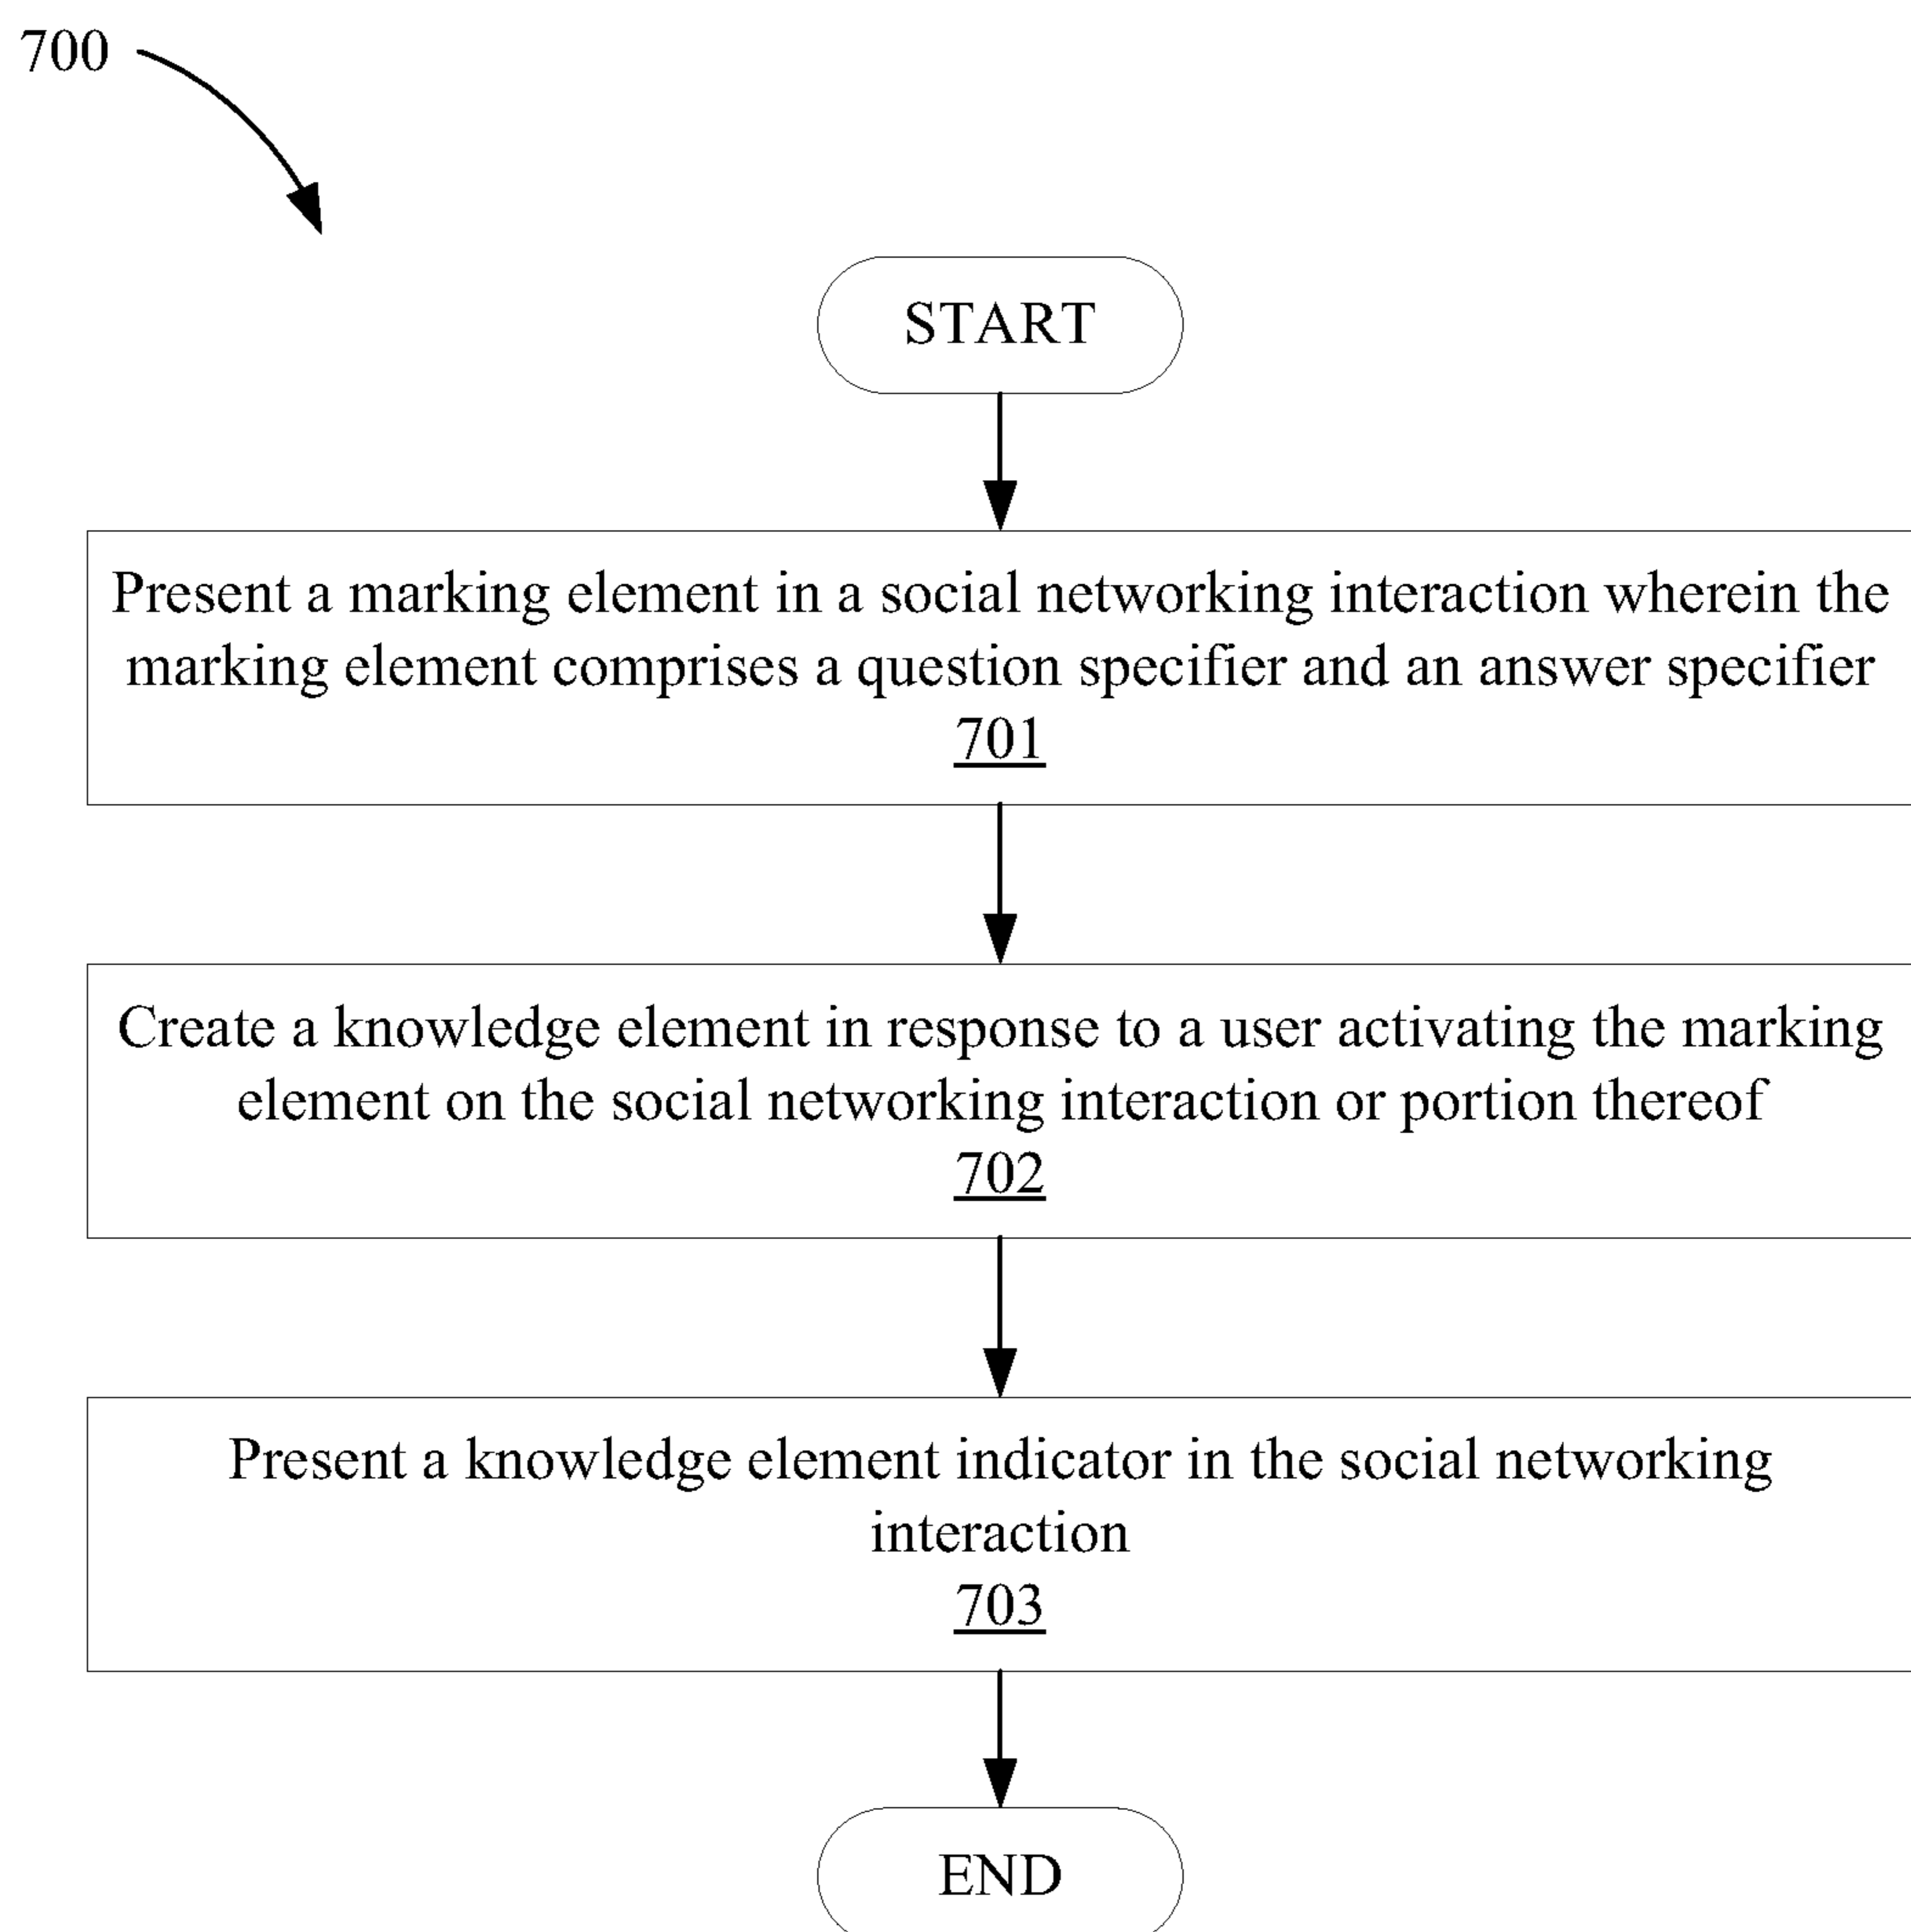 700
START
Present a marking element in a social networking interaction wherein the
marking element comprises a question specifier and an answer specifier
701
Create a knowledge element in response to a user activating the marking
element on the social networking interaction or portion thereof
702
Present a knowledge element indicator in the social networking
interaction
703
END